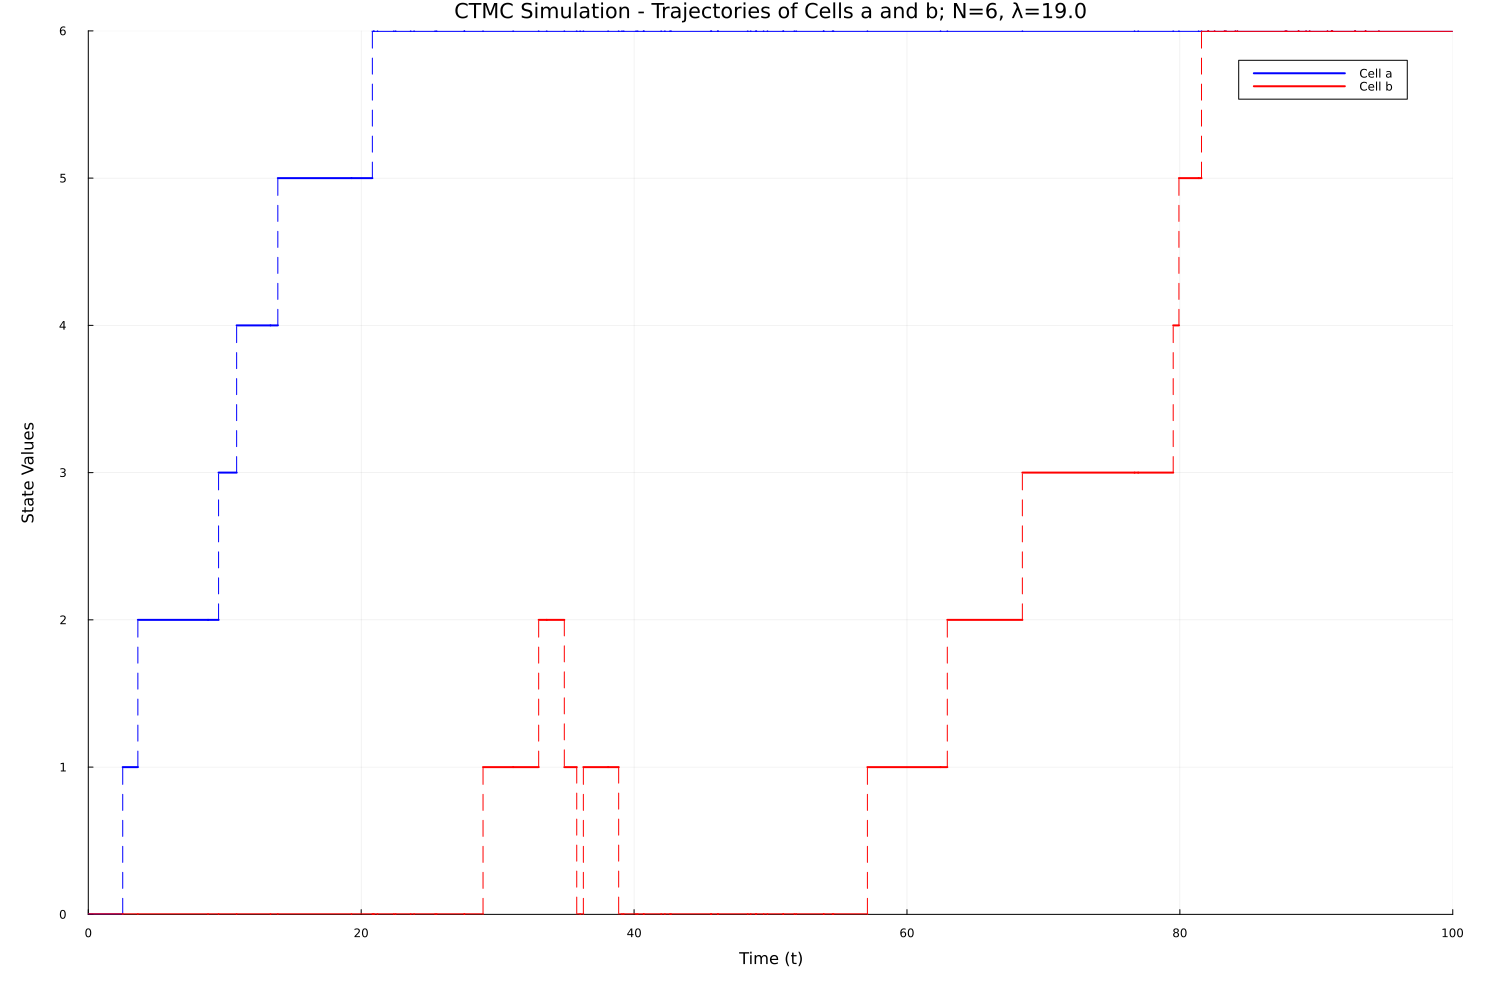 CTMC Simulation - Trajectories of Cells a and b; N=6, λ=19.0
6
Cell a
Cell b
5
4
State Values
3
2
1
0
0 20 40 60 80 100
Time (t)